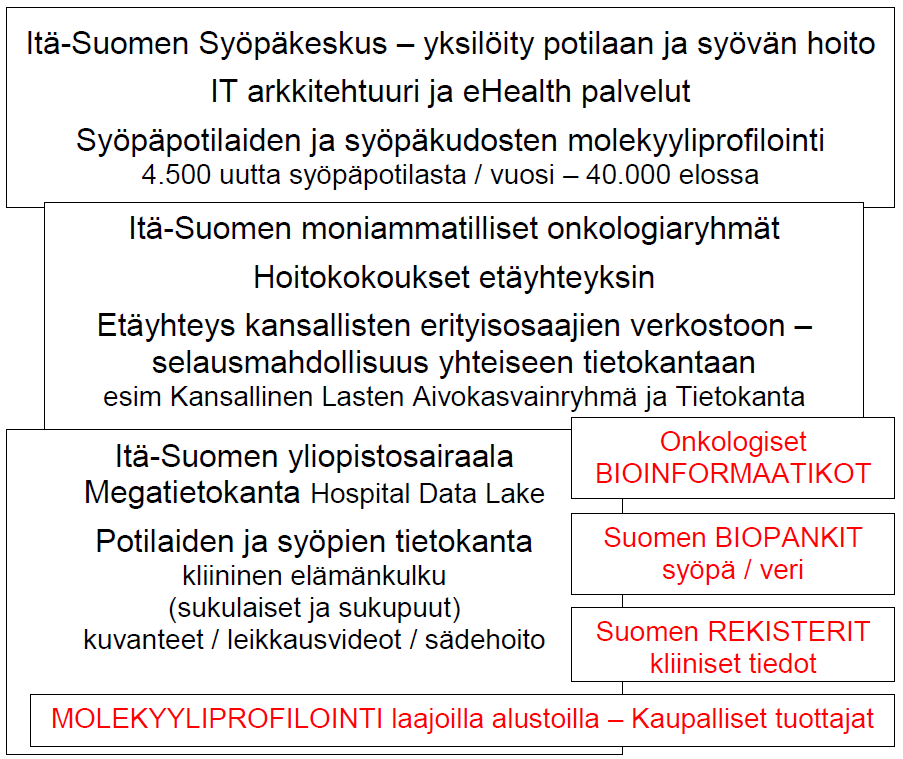 Itä-Suomen Syöpäkeskus – yksilöity potilaan ja syövän hoito
IT arkkitehtuuri ja eHealth palvelut
Syöpäpotilaiden ja syöpäkudosten molekyyliprofilointi
4.500 uutta syöpäpotilasta / vuosi – 40.000 elossa
Itä-Suomen moniammatilliset onkologiaryhmät
Hoitokokoukset etäyhteyksin
Etäyhteys kansallisten erityisosaajien verkostoon –
selausmahdollisuus yhteiseen tietokantaan
esim Kansallinen Lasten Aivokasvainryhmä ja Tietokanta
Itä-Suomen yliopistosairaala
Megatietokanta Hospital Data Lake
Potilaiden ja syöpien tietokanta
kliininen elämänkulku
(sukulaiset ja sukupuut)
kuvanteet / leikkausvideot / sädehoito
Onkologiset
BIOINFORMAATIKOT
Suomen BIOPANKIT
syöpä / veri
Suomen REKISTERIT
kliiniset tiedot
MOLEKYYLIPROFILOINTI laajoilla alustoilla – Kaupalliset tuottajat